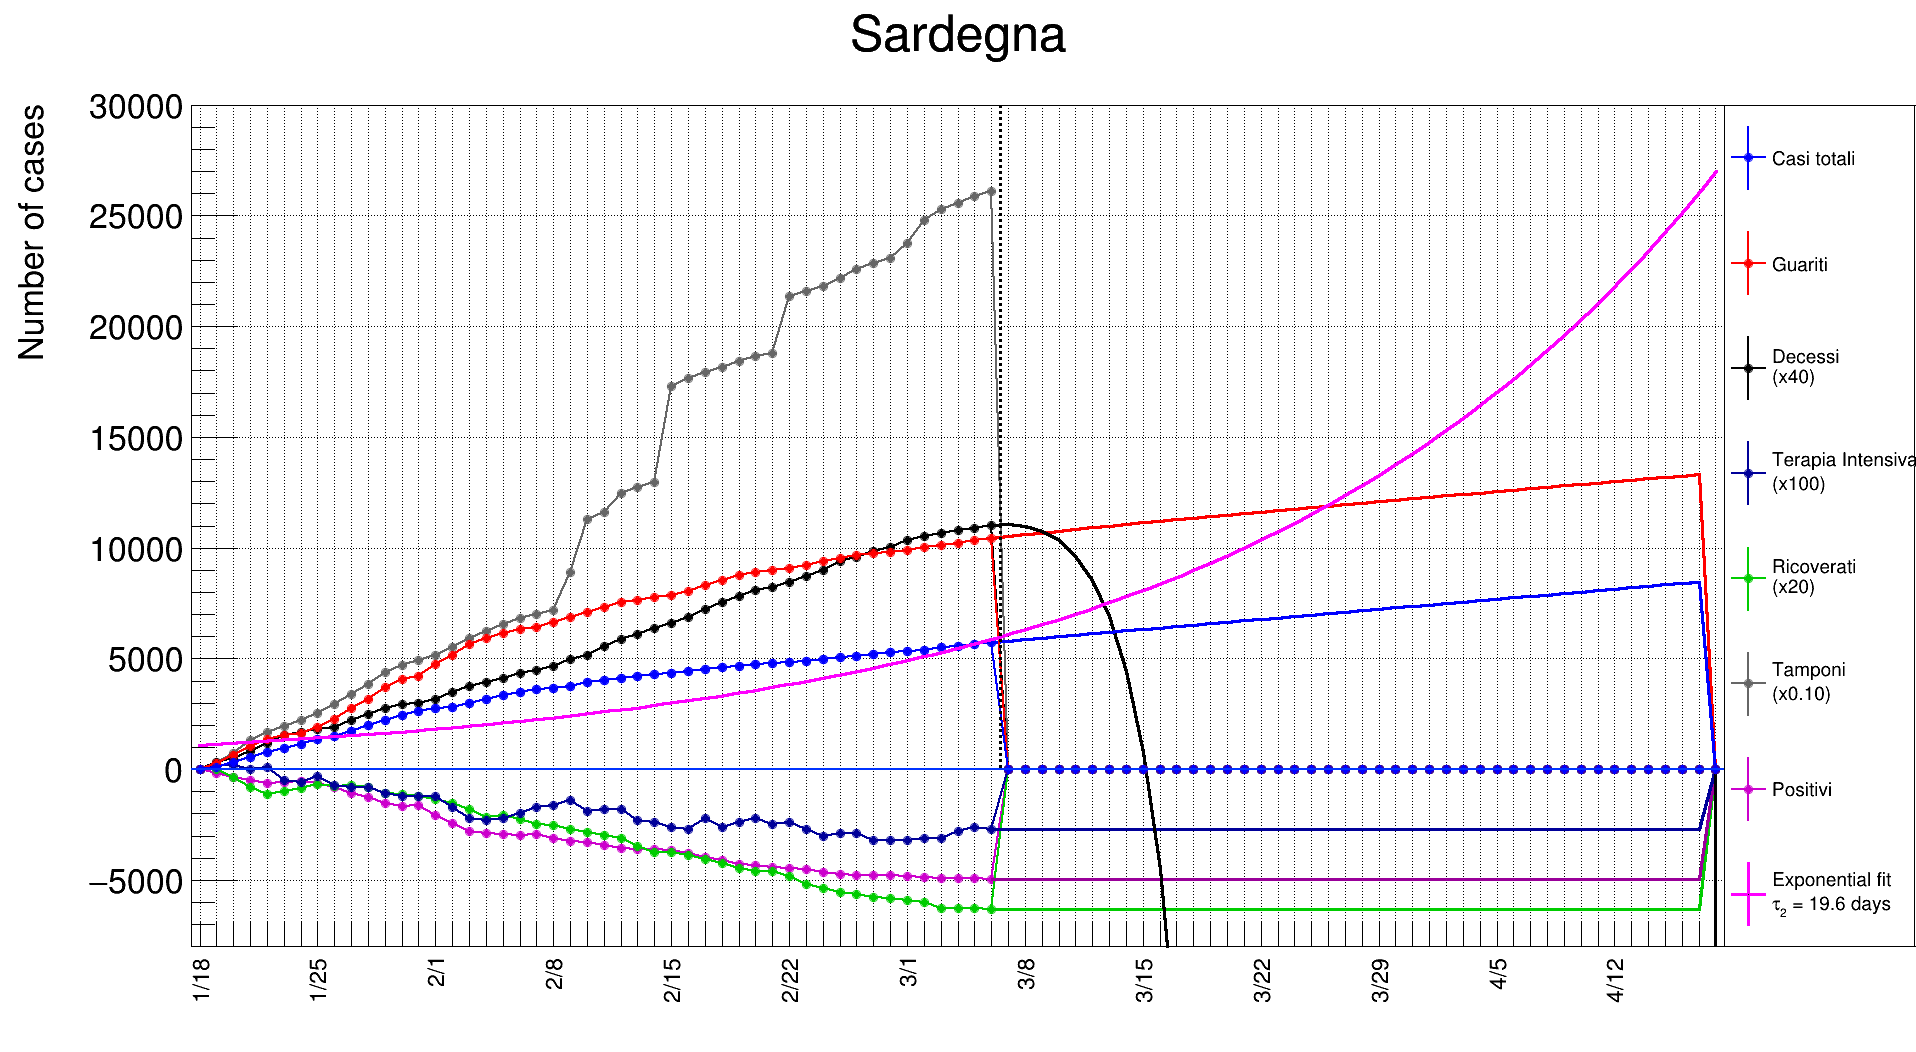 Sardegna
Number of cases
30000
25000
20000
15000
10000
5000
0
−5000
1/18
1/25
2/1
2/8
2/15
2/22
3/1
3/8
3/15
3/22
3/29
4/5
4/12
Casi totali
Guariti
Decessi
(x40)
Terapia Intensiva
(x100)
Ricoverati
(x20)
Tamponi
(x0.10)
Positivi
Exponential fit
τ2 = 19.6 days